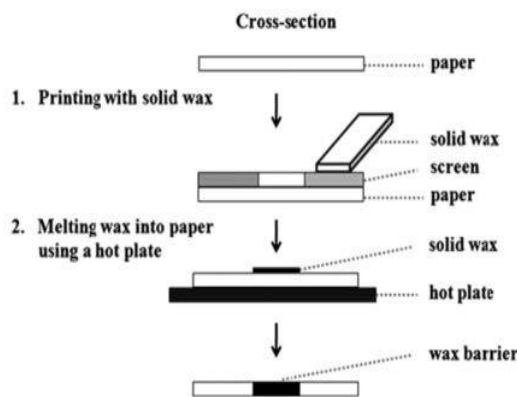 Cross-section
paper
1. Printing with solid wax
solid wax
screen
paper
2. Melting wax into paper
using a hot plate
solid wax
hot plate
wax barrier